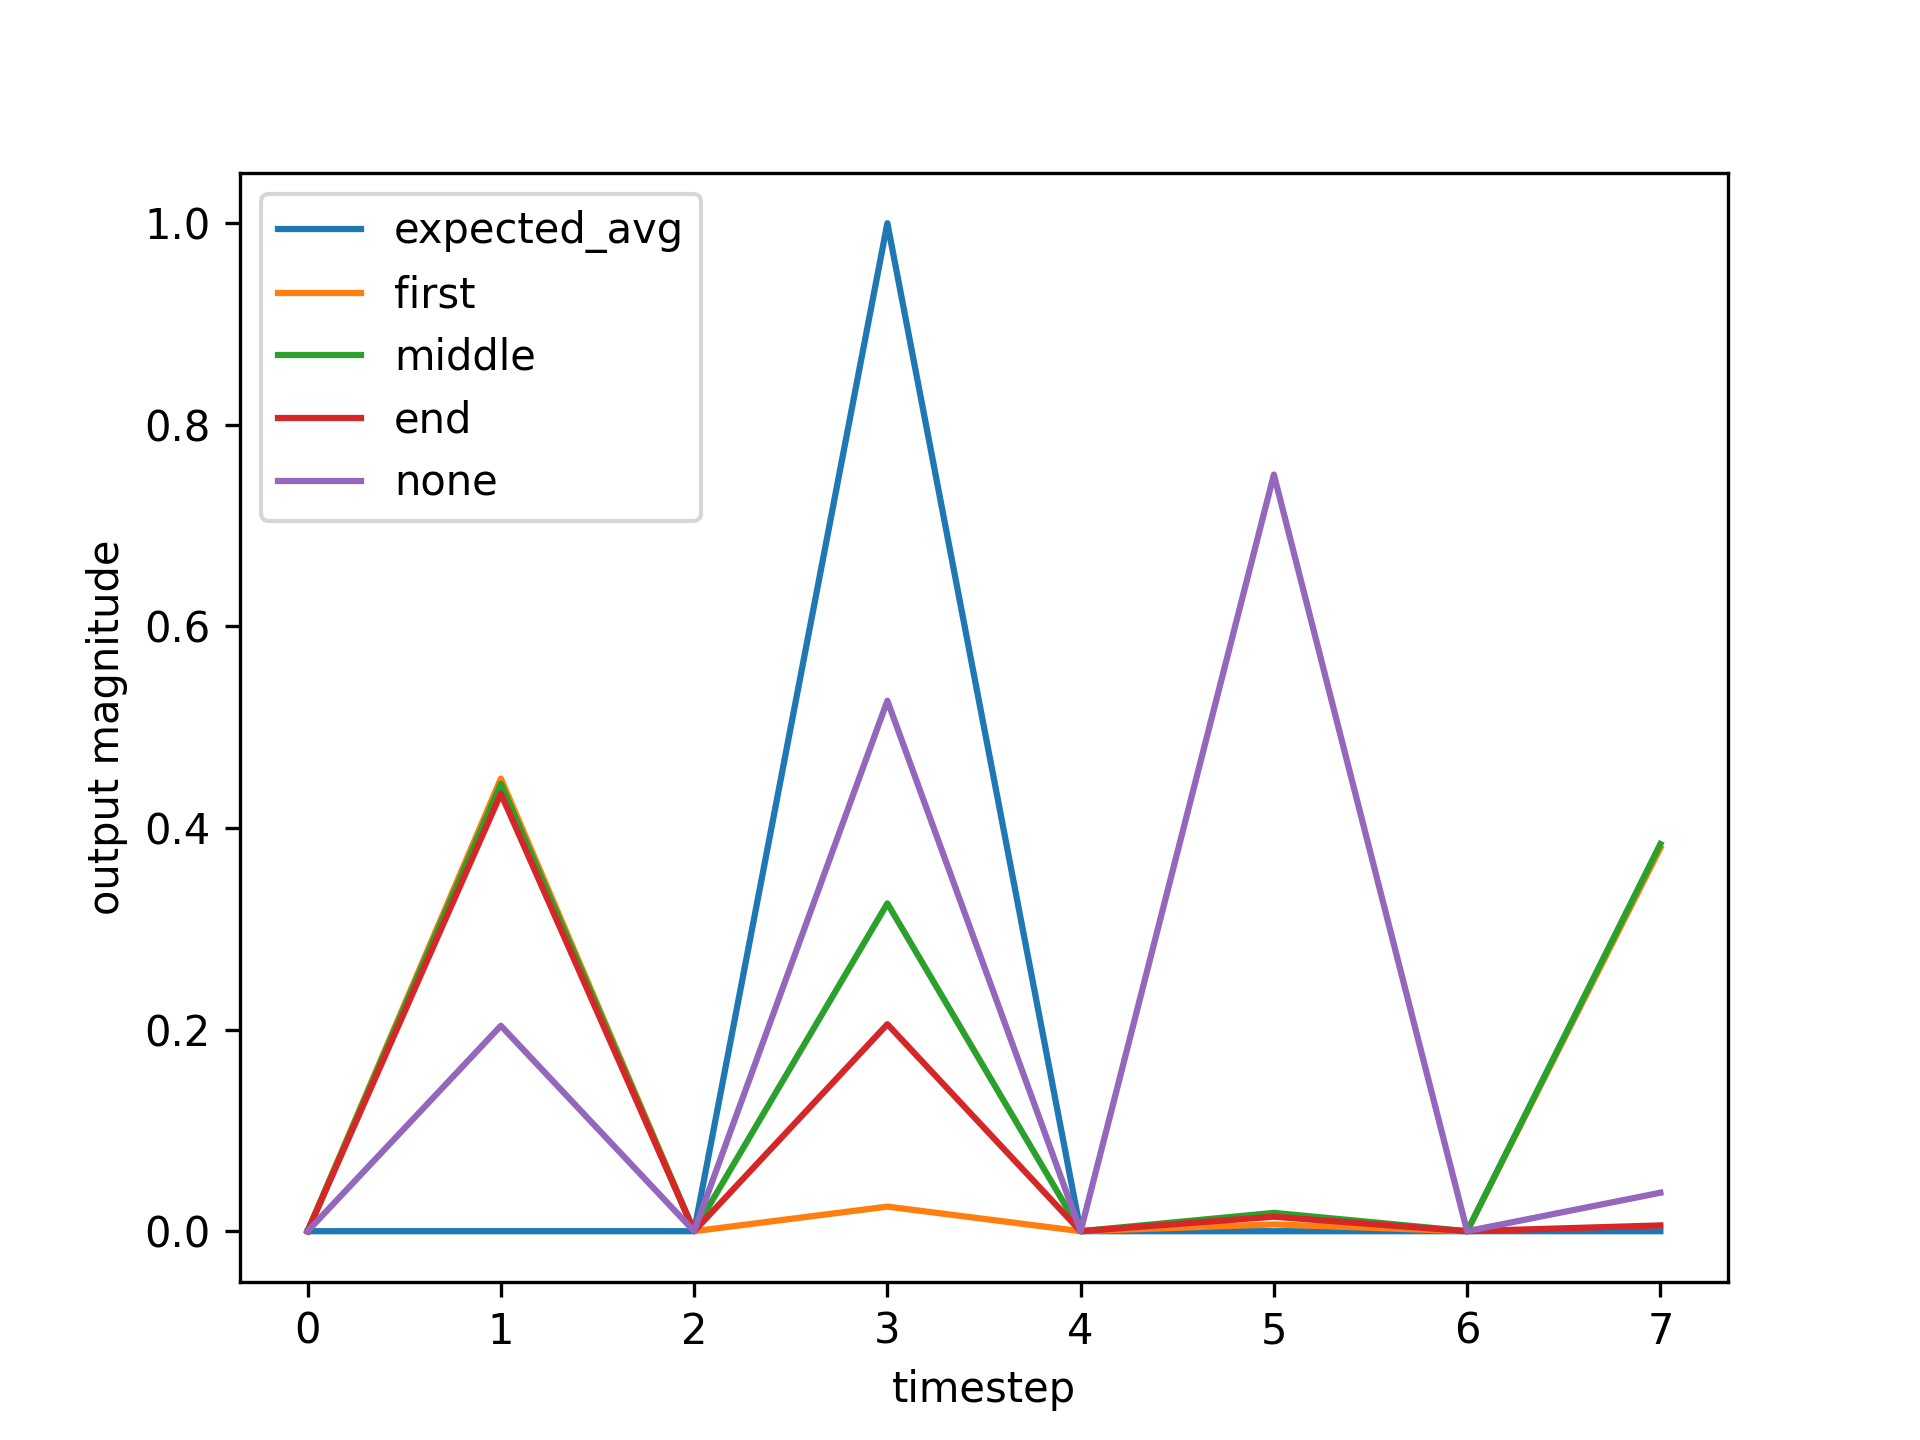 expected_avg
first
middle
end
none
output magnitude
1.0
0.8
0.6
0.4
0.2
0.0
0 1 2 3 4 5 6 7
timestep